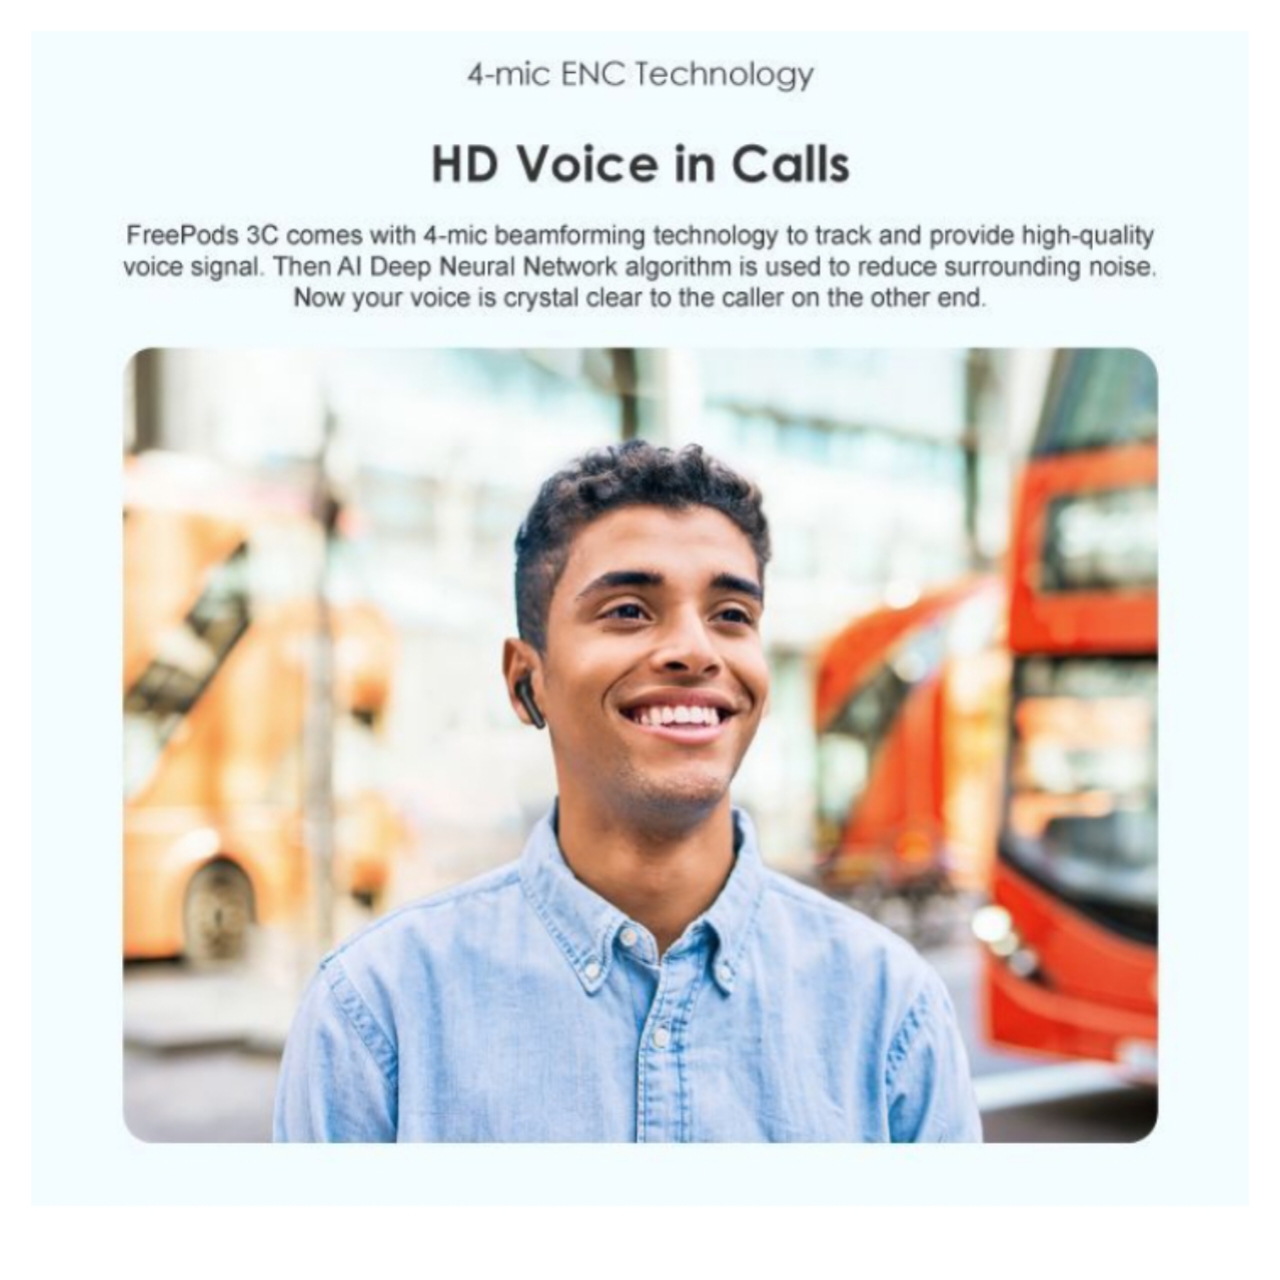 4-mic ENC Technology
HD Voice in Calls
FreePods 3C comes with 4-mic beamforming technology to track and provide high-quality
voice signal. Then AI Deep Neural Network algorithm is used to reduce surrounding noise.
Now your voice is crystal clear to the caller on the other end.